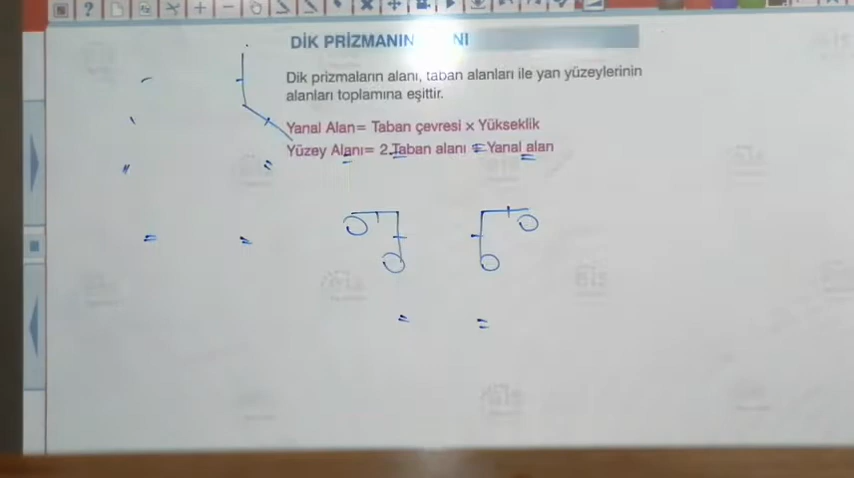 DİK PRİZMANIN NI
Dik prizmaların alanı, taban alanları ile yan yüzeylerinin
alanları toplamına eşittir.
Yanal Alan= Taban çevresi x Yükseklik
Yüzey Alanı= 2.Taban alanı + Yanal alan